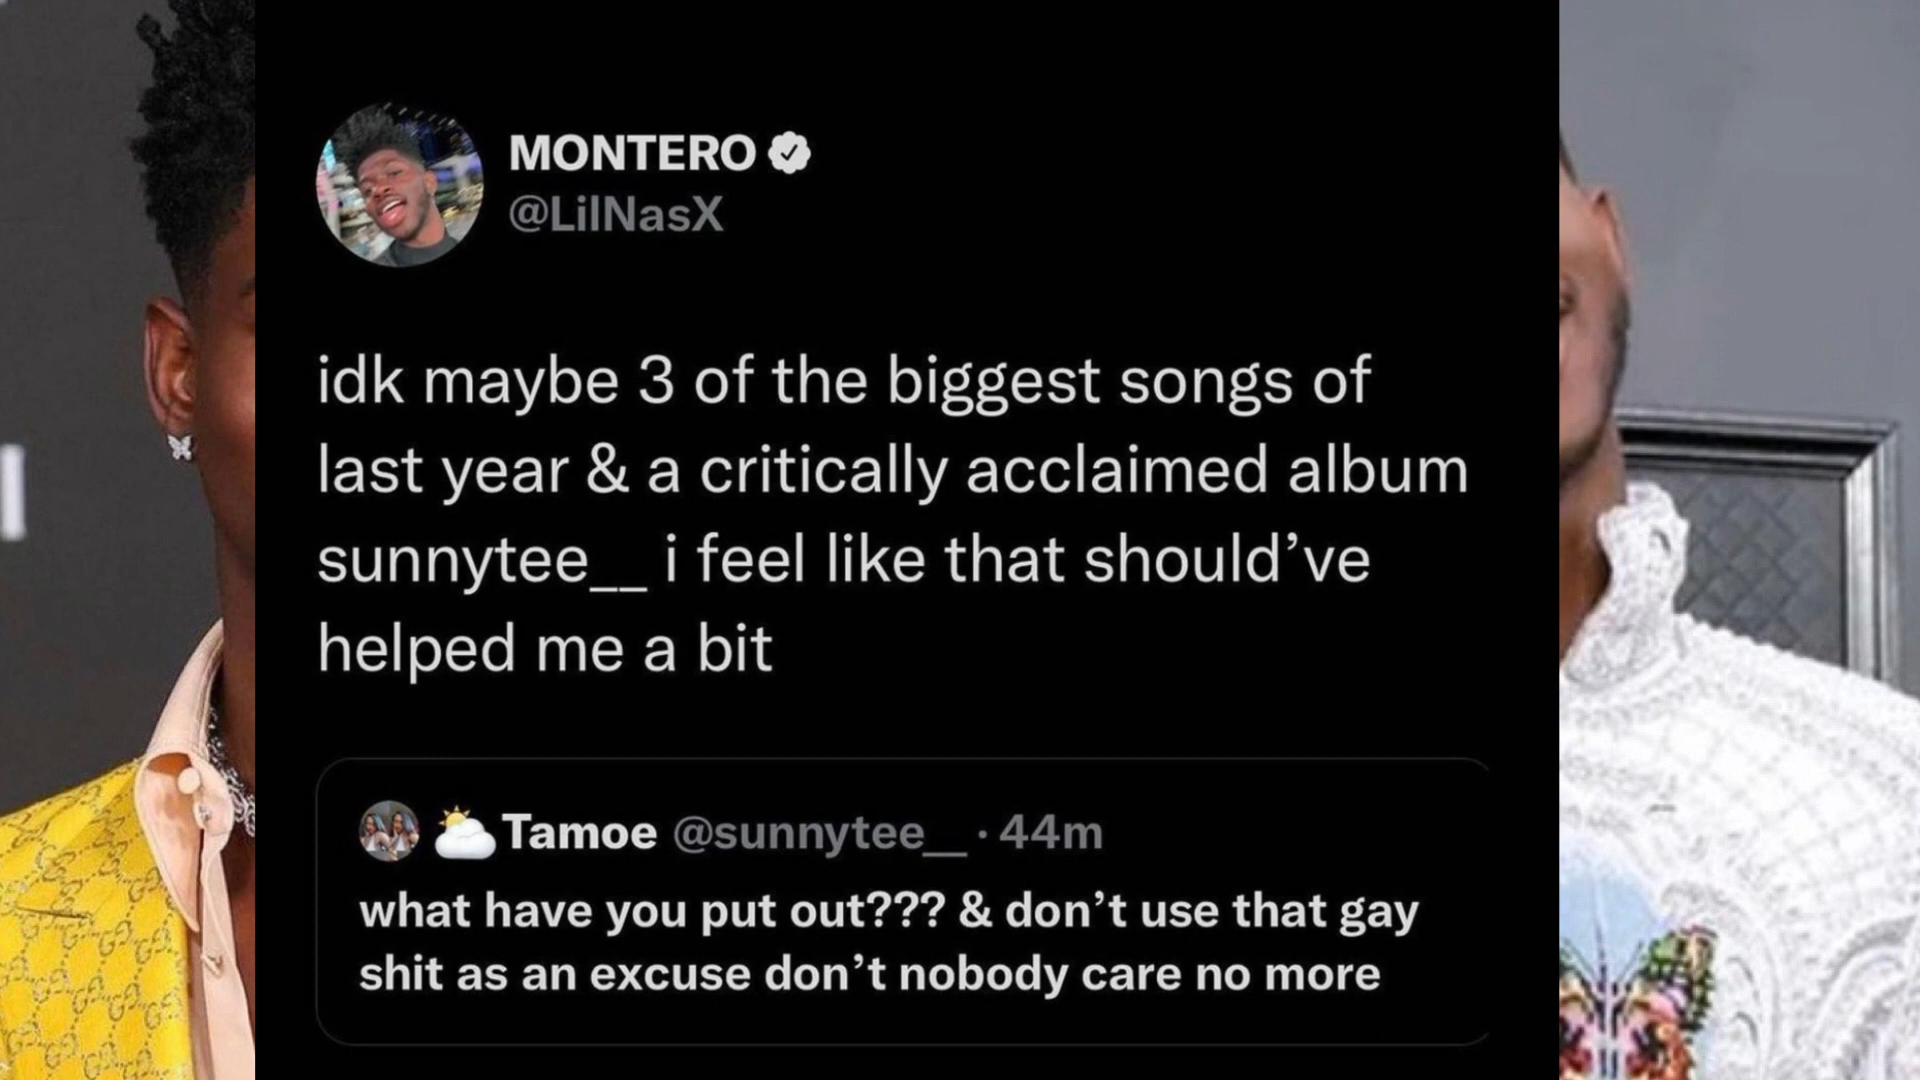 MONTERO
@LilNasX
idk maybe 3 of the biggest songs of
last year & a critically acclaimed album
sunnytee__ i feel like that should’ve
helped me a bit
Tamoe @sunnytee__ · 44m
what have you put out??? & don’t use that gay
shit as an excuse don’t nobody care no more